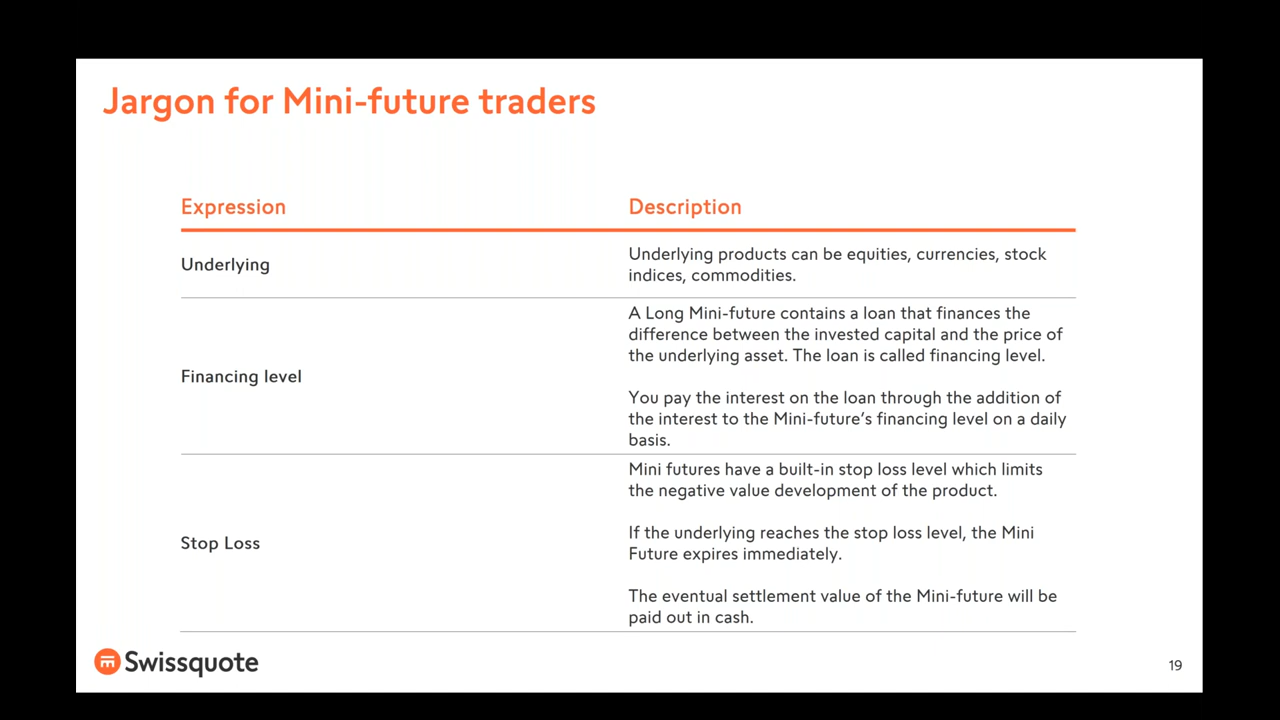 Jargon for Mini-future traders
Expression
Description
Underlying
Underlying products can be equities, currencies, stock
indices, commodities.
Financing level
A Long Mini-future contains a loan that finances the
difference between the invested capital and the price of
the underlying asset. The loan is called financing level.
You pay the interest on the loan through the addition of
the interest to the Mini-future’s financing level on a daily
basis.
Stop Loss
Mini futures have a built-in stop loss level which limits
the negative value development of the product.
If the underlying reaches the stop loss level, the Mini
Future expires immediately.
The eventual settlement value of the Mini-future will be
paid out in cash.
Swissquote
19